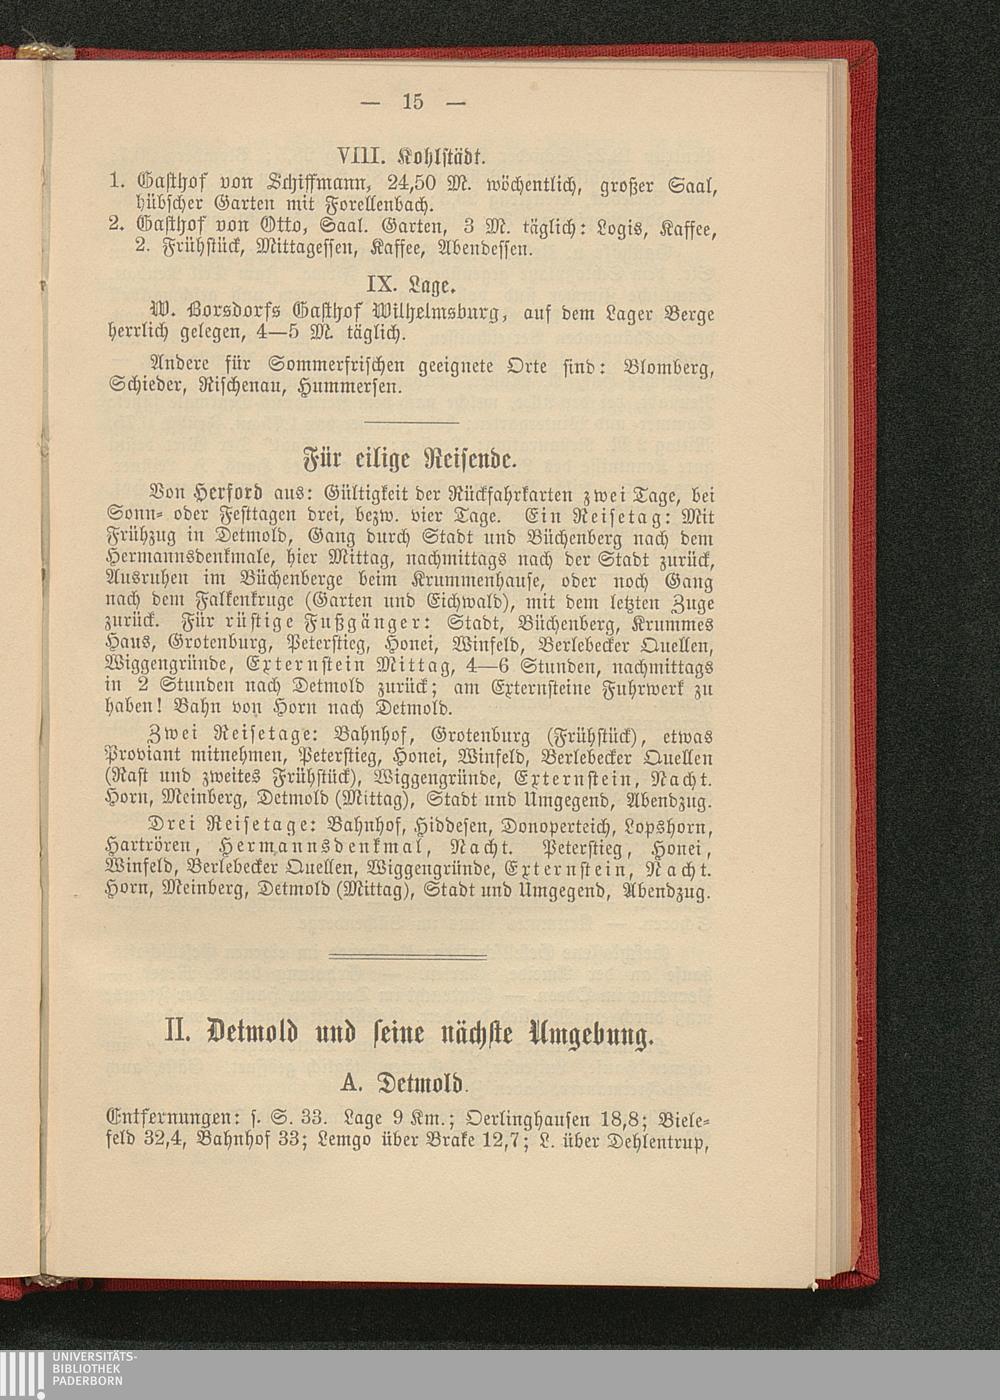 — 15 —
VIII. Kohlstädt.
1. Gasthof von Schiffmann, 24,50 M. wöchentlich, großer Saal,
hübscher Garten mit Forellenbach.
2. Gasthof von Otto, Saal. Garten, 3 M. täglich: Logis, Kaffee,
2. Frühstück, Mittagessen, Kaffee, Abendessen.
IX. Lage.
W. Borsdorfs Gasthof Wilhelmsburg, auf dem Lager Berge
herrlich gelegen, 4—5 M. täglich.
Andere für Sommerfrischen geeignete Orte sind: Blomberg,
Schieder, Rischenau, Hummersen.
Für eilige Reisende.
Von Herford aus: Gültigkeit der Rückfahrkarten zwei Tage, bei
Sonn- oder Festtagen drei, bezw. vier Tage. Ein Reisetag: Mit
Frühzug in Detmold, Gang durch Stadt und Büchenberg nach dem
Hermannsdenkmale, hier Mittag, nachmittags nach der Stadt zurück,
Ausruhen im Büchenberge beim Krummenhause, oder noch Gang
nach dem Falkenkruge (Garten und Eichwald), mit dem letzten Zuge
zurück. Für rüstige Fußgänger: Stadt, Büchenberg, Krummes
Haus, Grotenburg, Peterstieg, Honei, Winfeld, Berlebecker Quellen,
Wiggengründe, Externstein Mittag, 4—6 Stunden, nachmittags
in 2 Stunden nach Detmold zurück; am Externsteine Fuhrwerk zu
haben! Bahn von Horn nach Detmold.
Zwei Reisetage: Bahnhof, Grotenburg (Frühstück), etwas
Proviant mitnehmen, Peterstieg, Honei, Winfeld, Berlebecker Quellen
(Rast und zweites Frühstück), Wiggengründe, Externstein, Nacht.
Horn, Meinberg, Detmold (Mittag), Stadt und Umgegend, Abendzug.
Drei Reisetage: Bahnhof, Hiddesen, Donoperteich, Lopshorn,
Hartrören, Hermannsdenkmal, Nacht. Peterstieg, Honei,
Winfeld, Berlebecker Quellen, Wiggengründe, Externstein, Nacht.
Horn, Meinberg, Detmold (Mittag), Stadt und Umgegend, Abendzug.
II. Detmold und seine nächste Umgebung.
A. Detmold.
Entfernungen: s. S. 33. Lage 9 Km.; Oerlinghausen 18,8; Biele-
feld 32,4, Bahnhof 33; Lemgo über Brake 12,7; L. über Dehlentrup,
UNIVERSITÄTS-
BIBLIOTHEK
PADERBORN